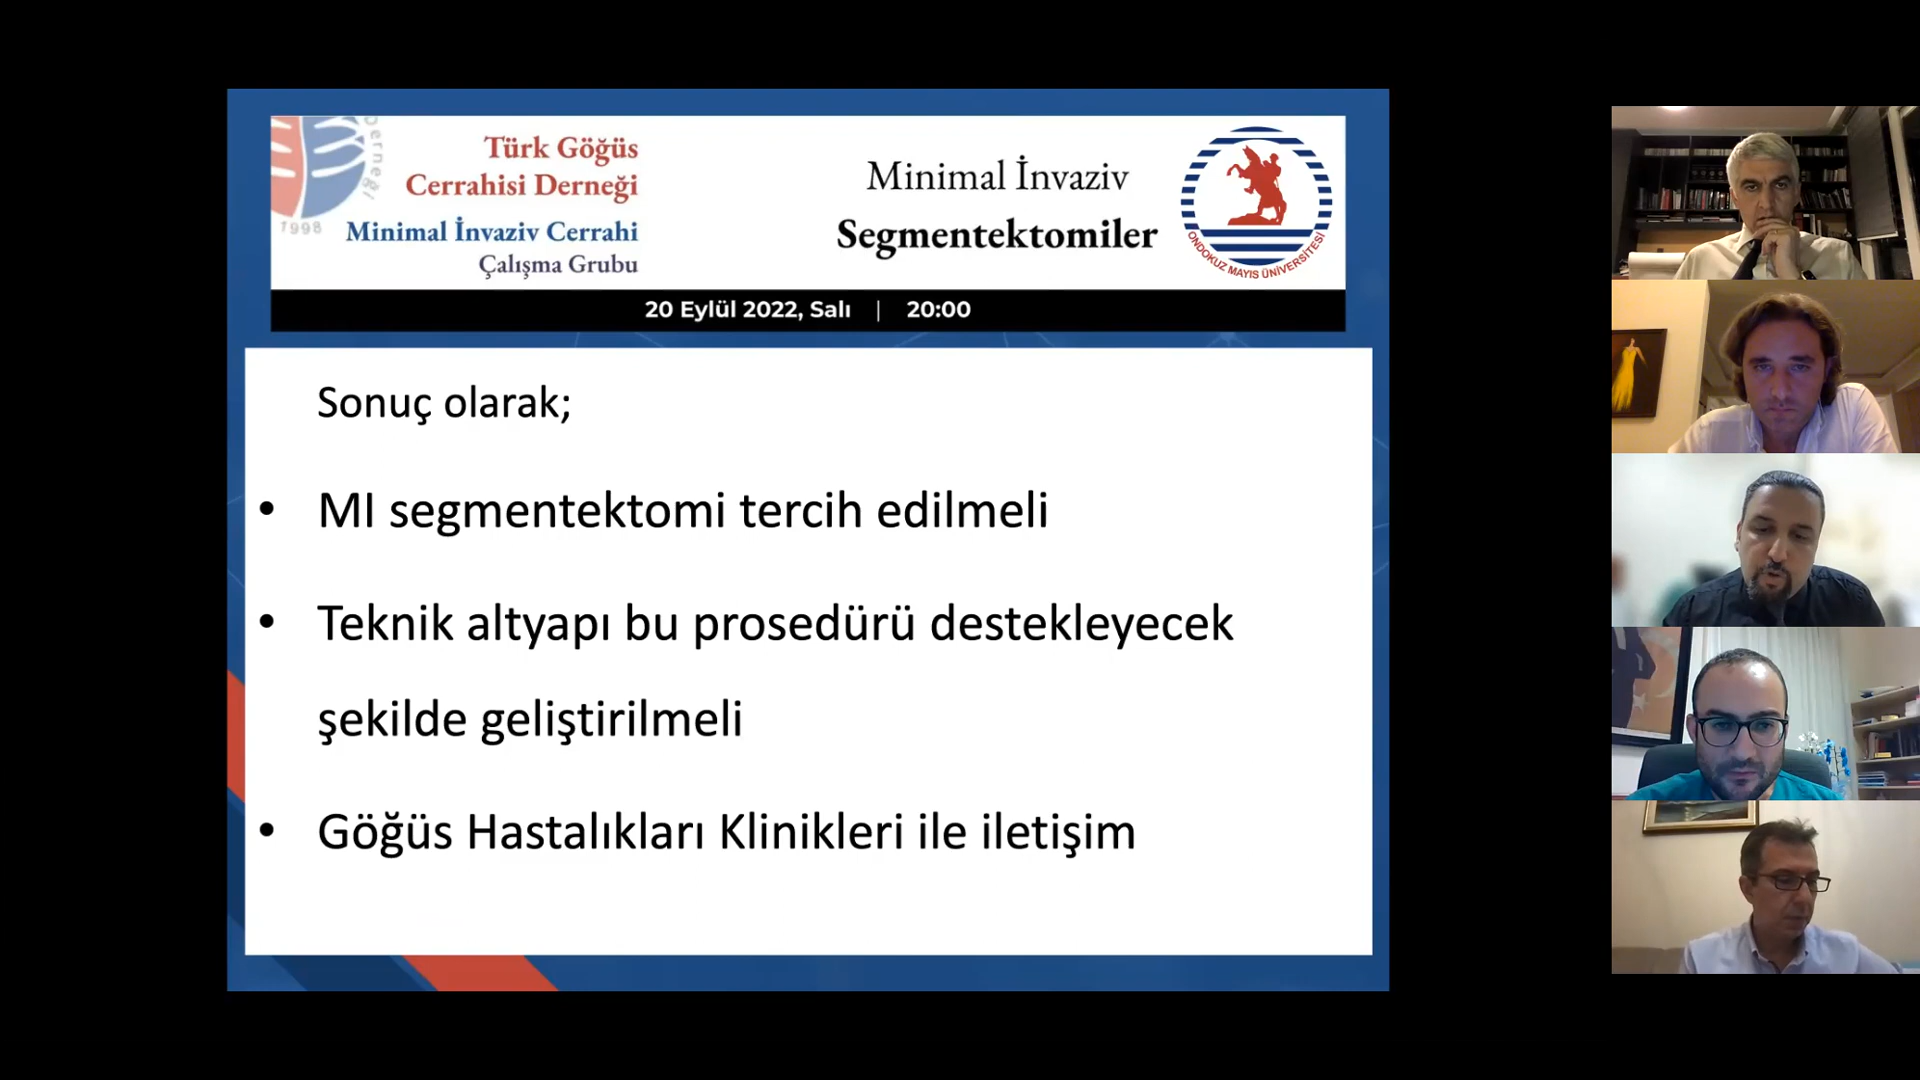 Derneği
1998
Türk Göğüs
Cerrahisi Derneği
Minimal İnvaziv Cerrahi
Çalışma Grubu
Minimal İnvaziv
Segmentektomiler
ONDOKUZ MAYIS ÜNİVERSİTESİ
20 Eylül 2022, Salı | 20:00
Sonuç olarak;
• MI segmentektomi tercih edilmeli
• Teknik altyapı bu prosedürü destekleyecek
şekilde geliştirilmeli
• Göğüs Hastalıkları Klinikleri ile iletişim